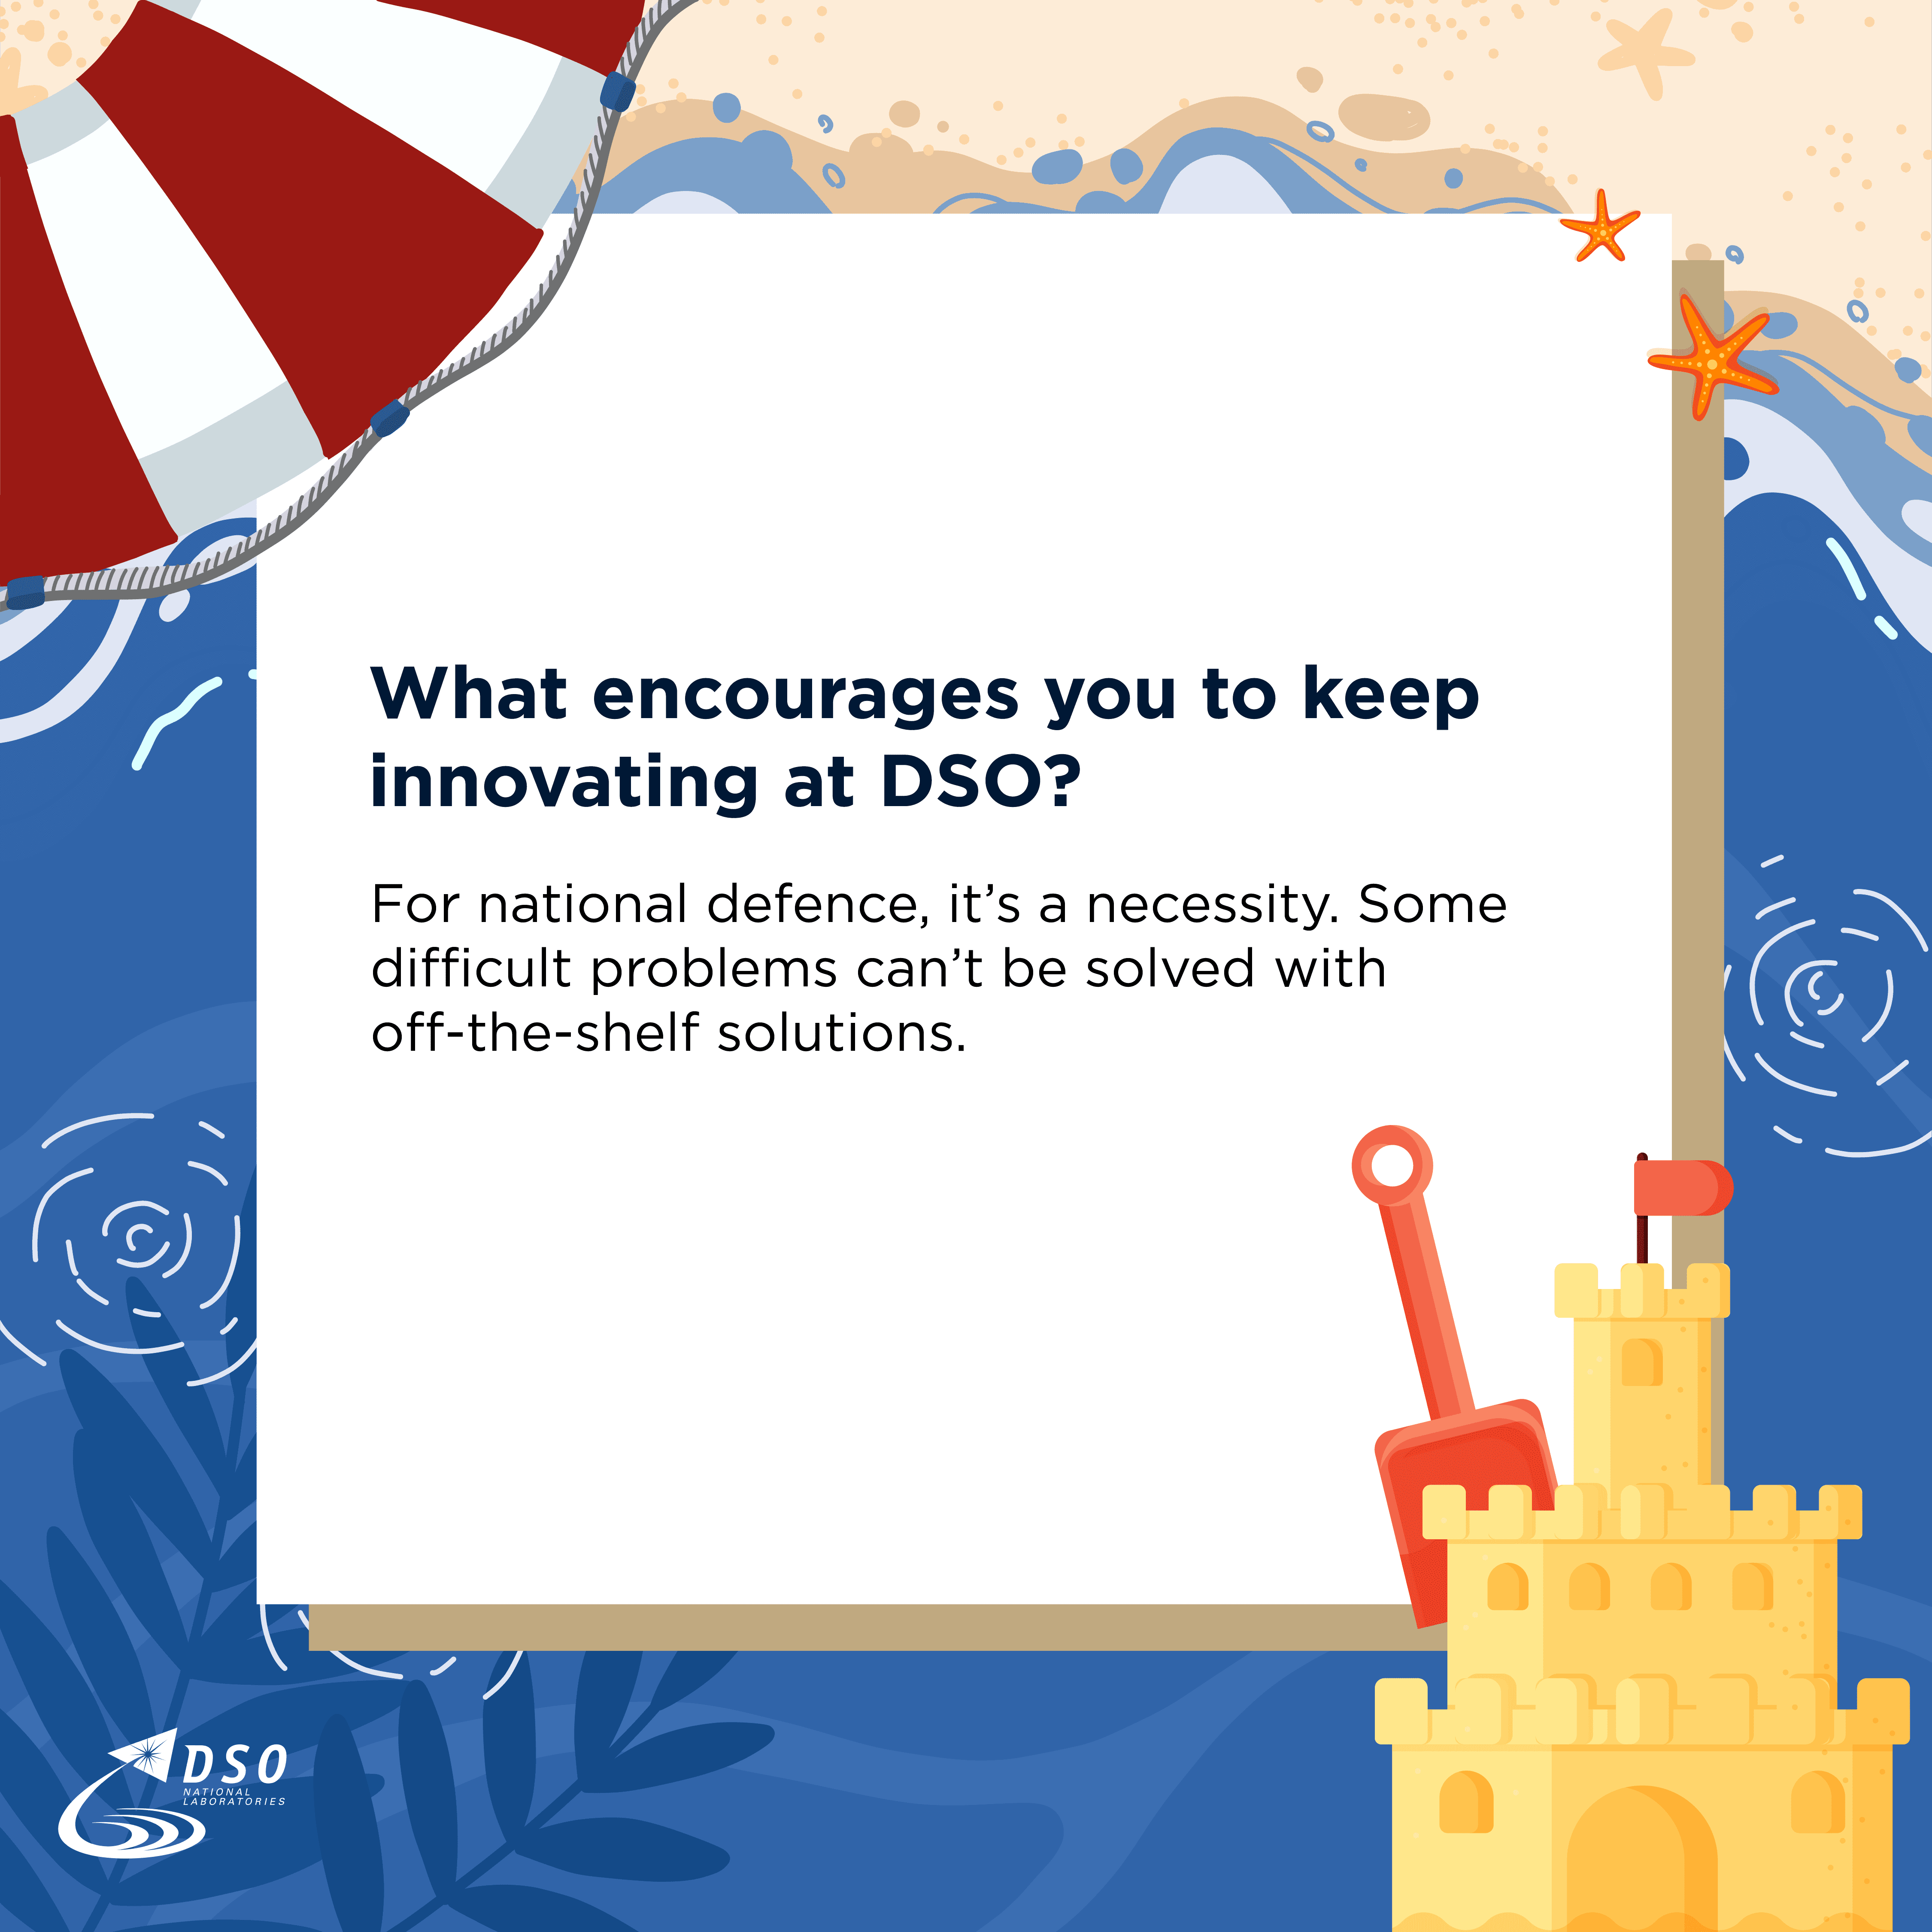 What encourages you to keep
innovating at DSO?
For national defence, it’s a necessity. Some
difficult problems can’t be solved with
off-the-shelf solutions.
DSO
NATIONAL
LABORATORIES